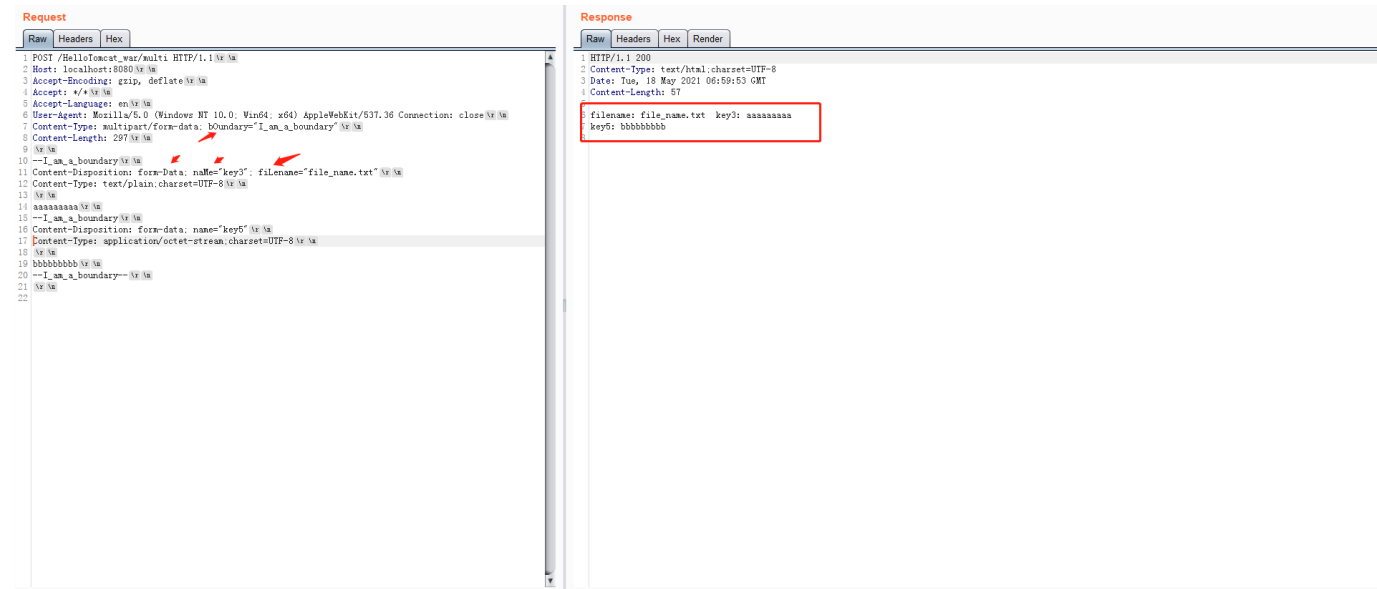 Request
Raw Headers Hex
1 POST /HelloTomcat_war/multi HTTP/1.1\r \n
2 Host: localhost:8080\r \n
3 Accept-Encoding: gzip, deflate\r \n
4 Accept: */*\r \n
5 Accept-Language: en\r \n
6 User-Agent: Mozilla/5.0 (Windows NT 10.0; Win64; x64) AppleWebKit/537.36 Connection: close\r \n
7 Content-Type: multipart/form-data; bOundary="I_am_a_boundary"\r \n
8 Content-Length: 297\r \n
9 \r \n
10 --I_am_a_boundary\r \n
11 Content-Disposition: form-Data; naMe="key3"; fiLename="file_name.txt"\r \n
12 Content-Type: text/plain;charset=UTF-8\r \n
13 \r \n
14 aaaaaaaaa\r \n
15 --I_am_a_boundary\r \n
16 Content-Disposition: form-data; name="key5"\r \n
17 Content-Type: application/octet-stream;charset=UTF-8\r \n
18 \r \n
19 bbbbbbbbb\r \n
20 --I_am_a_boundary--\r \n
21 \r \n
22
Response
Raw Headers Hex Render
1 HTTP/1.1 200
2 Content-Type: text/html;charset=UTF-8
3 Date: Tue, 18 May 2021 06:59:53 GMT
4 Content-Length: 57
5
6 filename: file_name.txt key3: aaaaaaaaa
7 key5: bbbbbbbbb
8